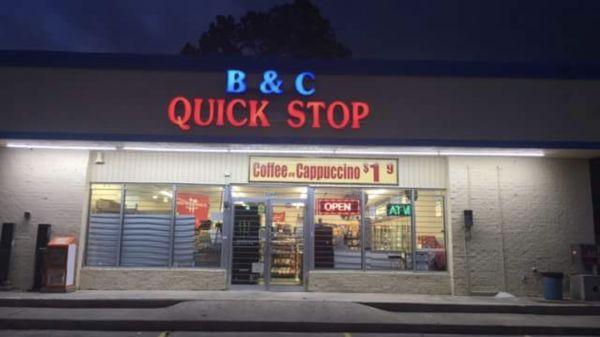 B & C
QUICK STOP
Coffee or Cappuccino $1 9
OPEN
ATM